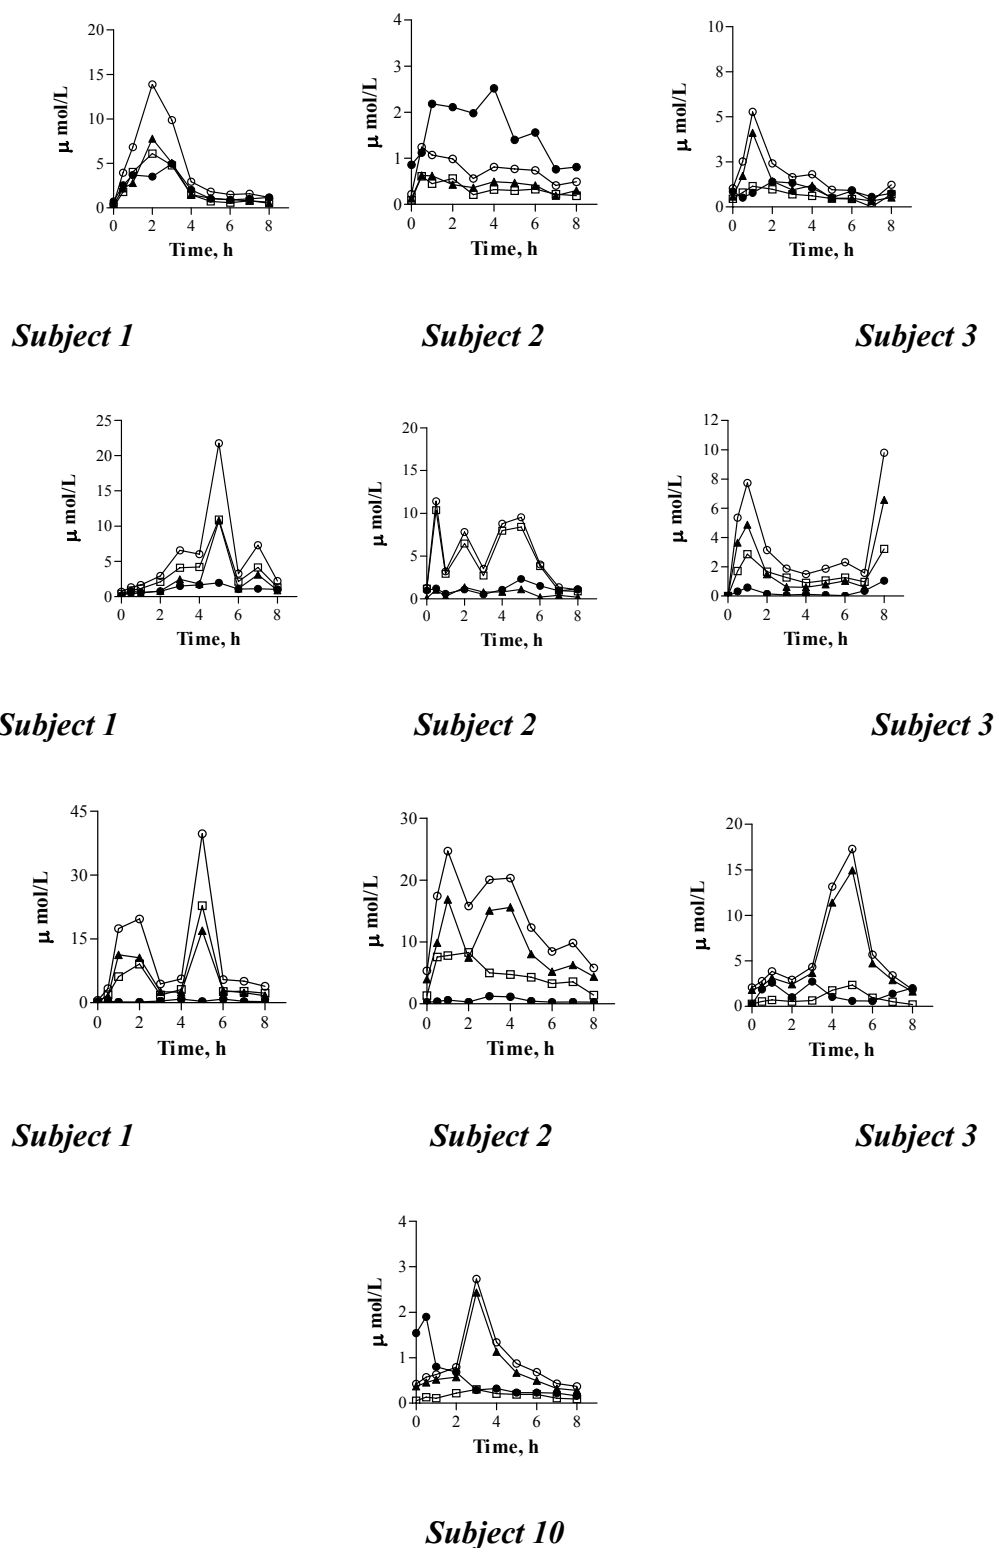 20
15
10
5
0
μ mol/L
0 2 4 6 8
Time, h
4
3
2
1
0
μ mol/L
0 2 4 6 8
Time, h
10
8
5
3
0
μ mol/L
0 2 4 6 8
Time, h
Subject 1
Subject 2
Subject 3
25
20
15
10
5
0
μ mol/L
0 2 4 6 8
Time, h
20
15
10
5
0
μ mol/L
0 2 4 6 8
Time, h
12
10
8
6
4
2
0
μ mol/L
0 2 4 6 8
Time, h
Subject 1
Subject 2
Subject 3
45
30
15
0
μ mol/L
0 2 4 6 8
Time, h
30
20
10
0
μ mol/L
0 2 4 6 8
Time, h
20
15
10
5
0
μ mol/L
0 2 4 6 8
Time, h
Subject 1
Subject 2
Subject 3
4
3
2
1
0
μ mol/L
0 2 4 6 8
Time, h
Subject 10